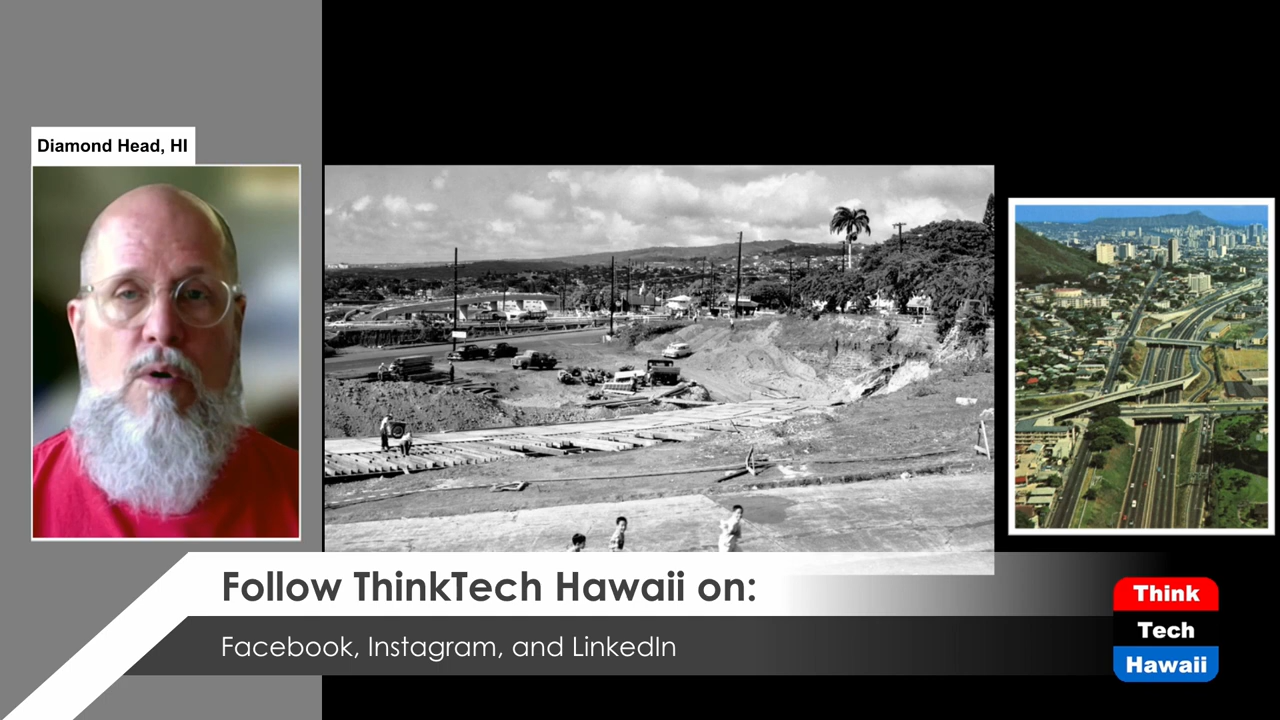 Diamond Head, HI
Follow ThinkTech Hawaii on:
Facebook, Instagram, and LinkedIn
Think
Tech
Hawaii